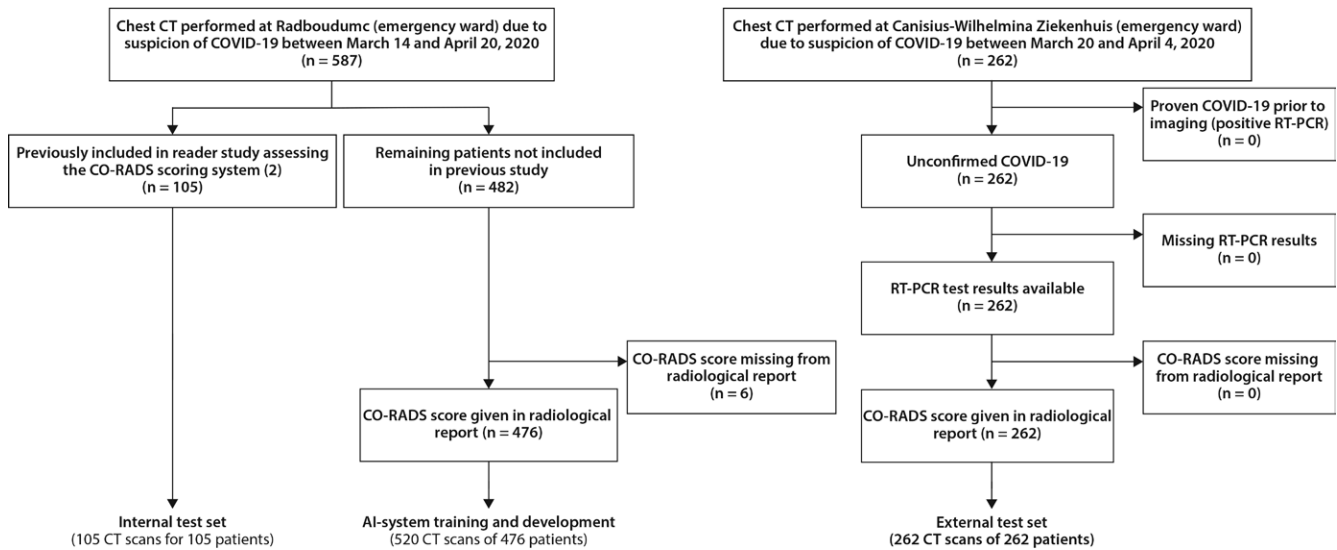 Chest CT performed at Radboudumc (emergency ward) due to
suspicion of COVID-19 between March 14 and April 20, 2020
(n = 587)
Previously included in reader study assessing
the CO-RADS scoring system (2)
(n = 105)
Remaining patients not included
in previous study
(n = 482)
CO-RADS score missing from
radiological report
(n = 6)
CO-RADS score given in radiological
report (n = 476)
Internal test set
(105 CT scans for 105 patients)
AI-system training and development
(520 CT scans of 476 patients)
Chest CT performed at Canisius-Wilhelmina Ziekenhuis (emergency ward)
due to suspicion of COVID-19 between March 20 and April 4, 2020
(n = 262)
Proven COVID-19 prior to
imaging (positive RT-PCR)
(n = 0)
Unconfirmed COVID-19
(n = 262)
Missing RT-PCR results
(n = 0)
RT-PCR test results available
(n = 262)
CO-RADS score missing
from radiological report
(n = 0)
CO-RADS score given in radiological
report (n = 262)
External test set
(262 CT scans of 262 patients)